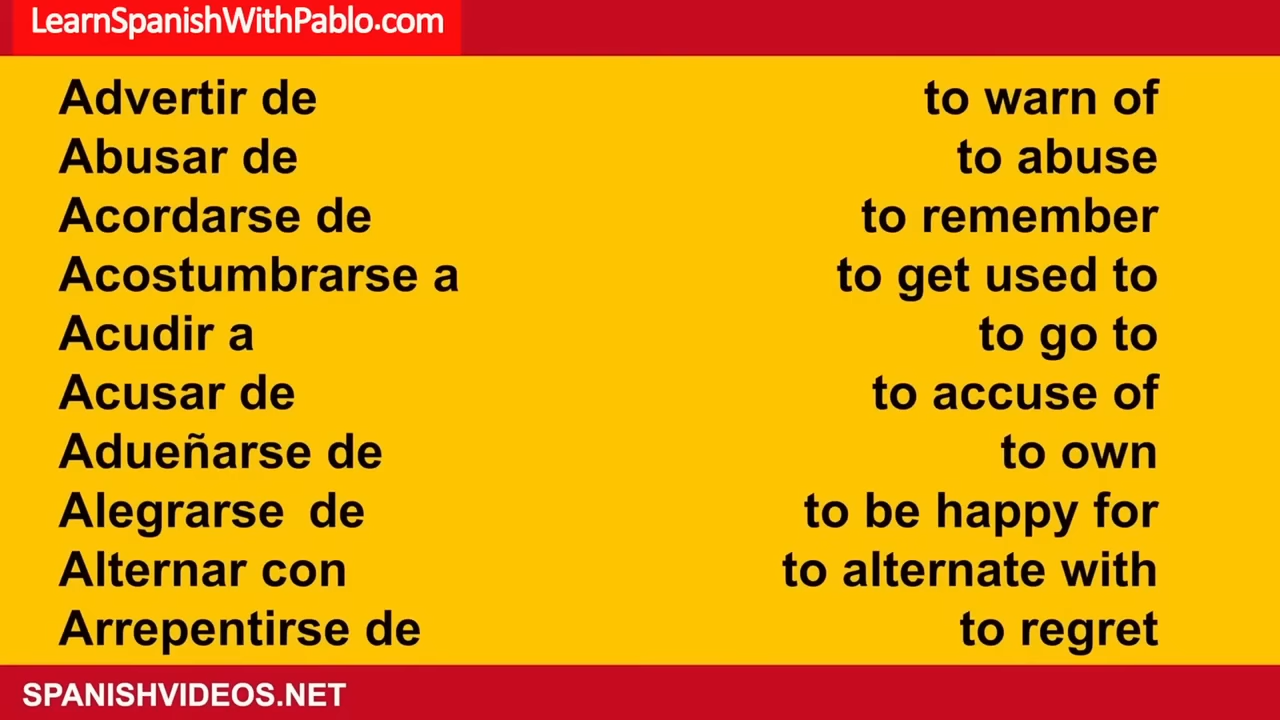 LearnSpanishWithPablo.com
Advertir de to warn of
Abusar de to abuse
Acordarse de to remember
Acostumbrarse a to get used to
Acudir a to go to
Acusar de to accuse of
Adueñarse de to own
Alegrarse de to be happy for
Alternar con to alternate with
Arrepentirse de to regret
SPANISHVIDEOS.NET